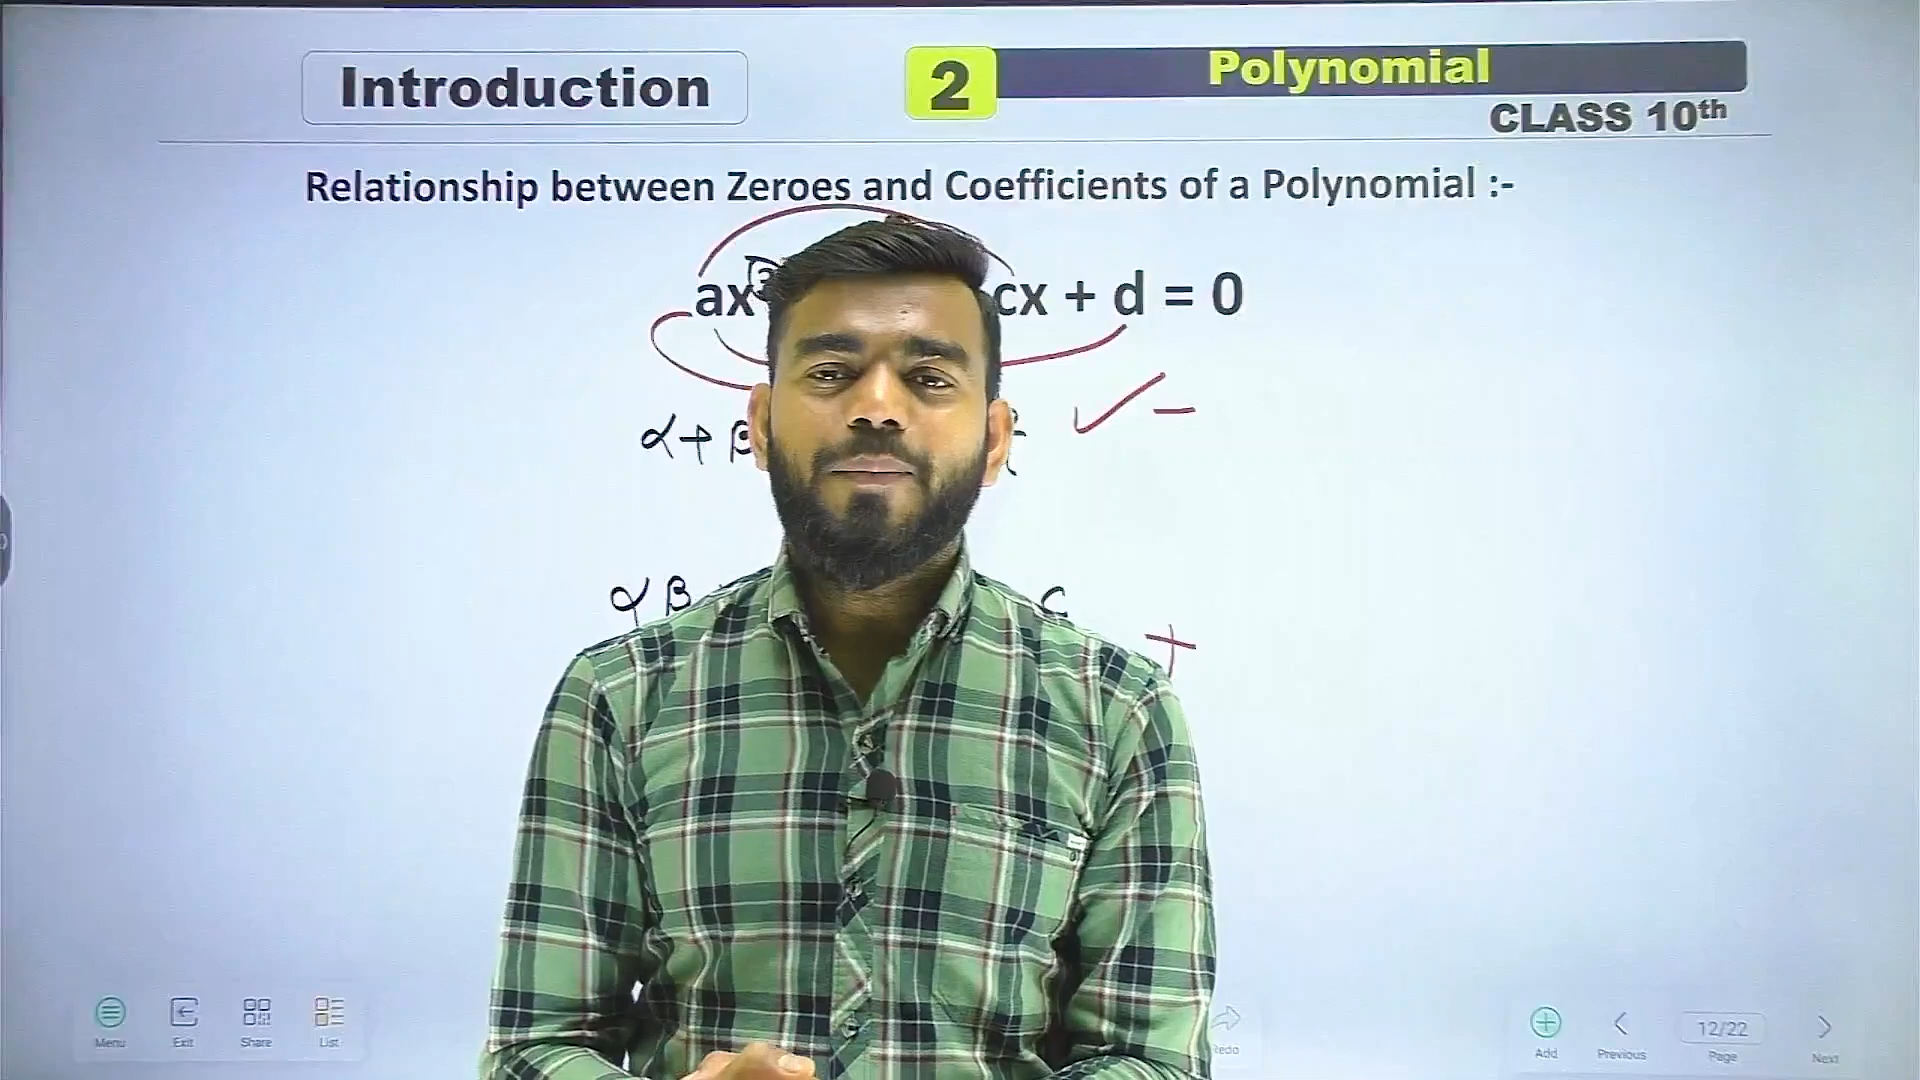 Introduction
2
Polynomial
CLASS 10th
Relationship between Zeroes and Coefficients of a Polynomial :-
ax cx + d = 0
α+β
-
αβ c
+
Menu Exit Share List Redo Add Previous 12/22 Page Next